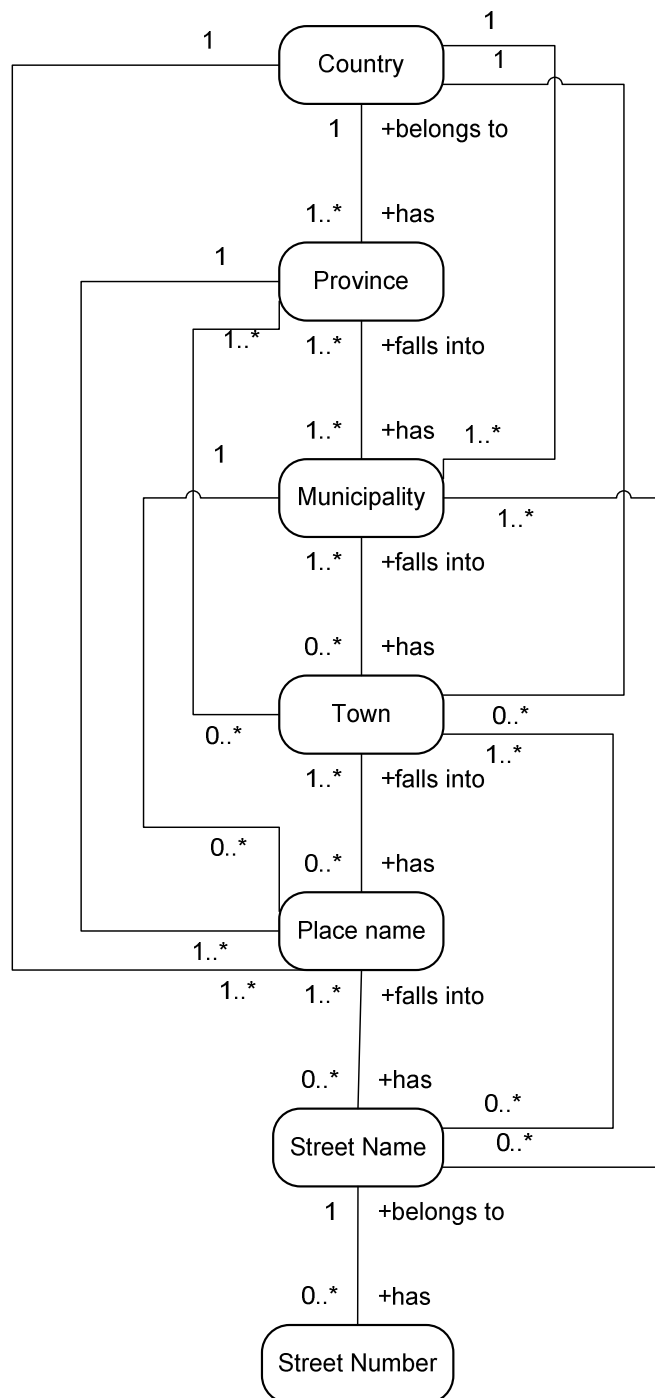 1
1
Country
1
1 +belongs to
1..* +has
1
Province
1..*
1..* +falls into
1..* +has
1..*
1
Municipality
1..*
1..* +falls into
0..* +has
Town
0..*
0..*
1..*
1..* +falls into
0..*
0..* +has
Place name
1..*
1..*
1..* +falls into
0..* +has
0..*
Street Name
0..*
1 +belongs to
0..* +has
Street Number